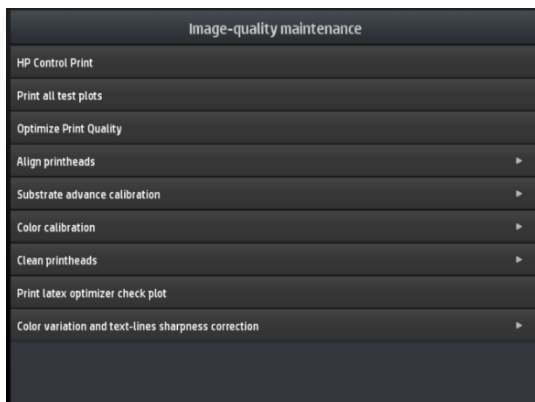 Image-quality maintenance
HP Control Print
Print all test plots
Optimize Print Quality
Align printheads
Substrate advance calibration
Color calibration
Clean printheads
Print latex optimizer check plot
Color variation and text-lines sharpness correction